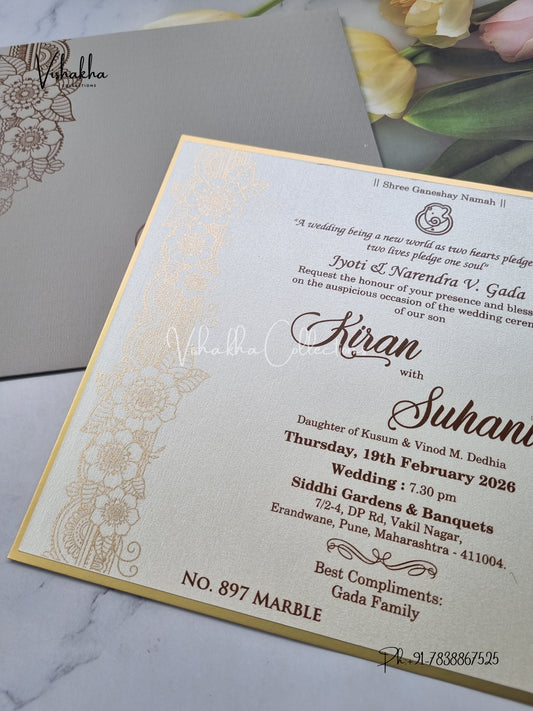 Vishakha
COLLECTIONS
|| Shree Ganeshay Namah ||
"A wedding being a new world as two hearts pledge
two lives pledge one soul"
Jyoti & Narendra V. Gada
Request the honour of your presence and bless
on the auspicious occasion of the wedding cerem
of our son
Kiran
Vishakha Collecti
with
Suhani
Daughter of Kusum & Vinod M. Dedhia
Thursday, 19th February 2026
Wedding : 7.30 pm
Siddhi Gardens & Banquets
7/2-4, DP Rd, Vakil Nagar,
Erandwane, Pune, Maharashtra - 411004.
Best Compliments:
Gada Family
No. 897 Marble
Ph:+91-7838867525